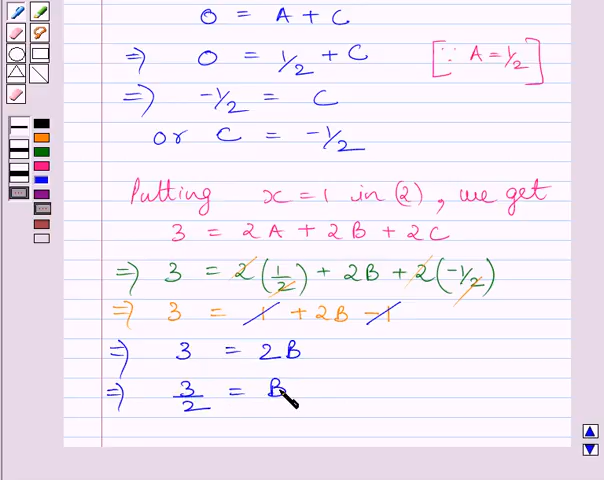 0 = A + C
⇒ 0 = 1/2 + C [∵ A = 1/2]
⇒ -1/2 = C
or C = -1/2
Putting x = 1 in (2), we get
3 = 2A + 2B + 2C
⇒ 3 = 2(1/2) + 2B + 2(-1/2)
⇒ 3 = 1 + 2B - 1
⇒ 3 = 2B
⇒ 3/2 = B